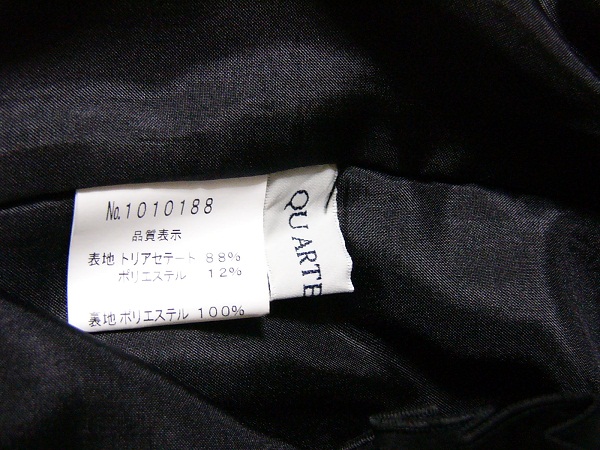 No.1010188
品質表示
表地 トリアセテート 88%
ポリエステル 12%
裏地 ポリエステル 100%
QUARTE